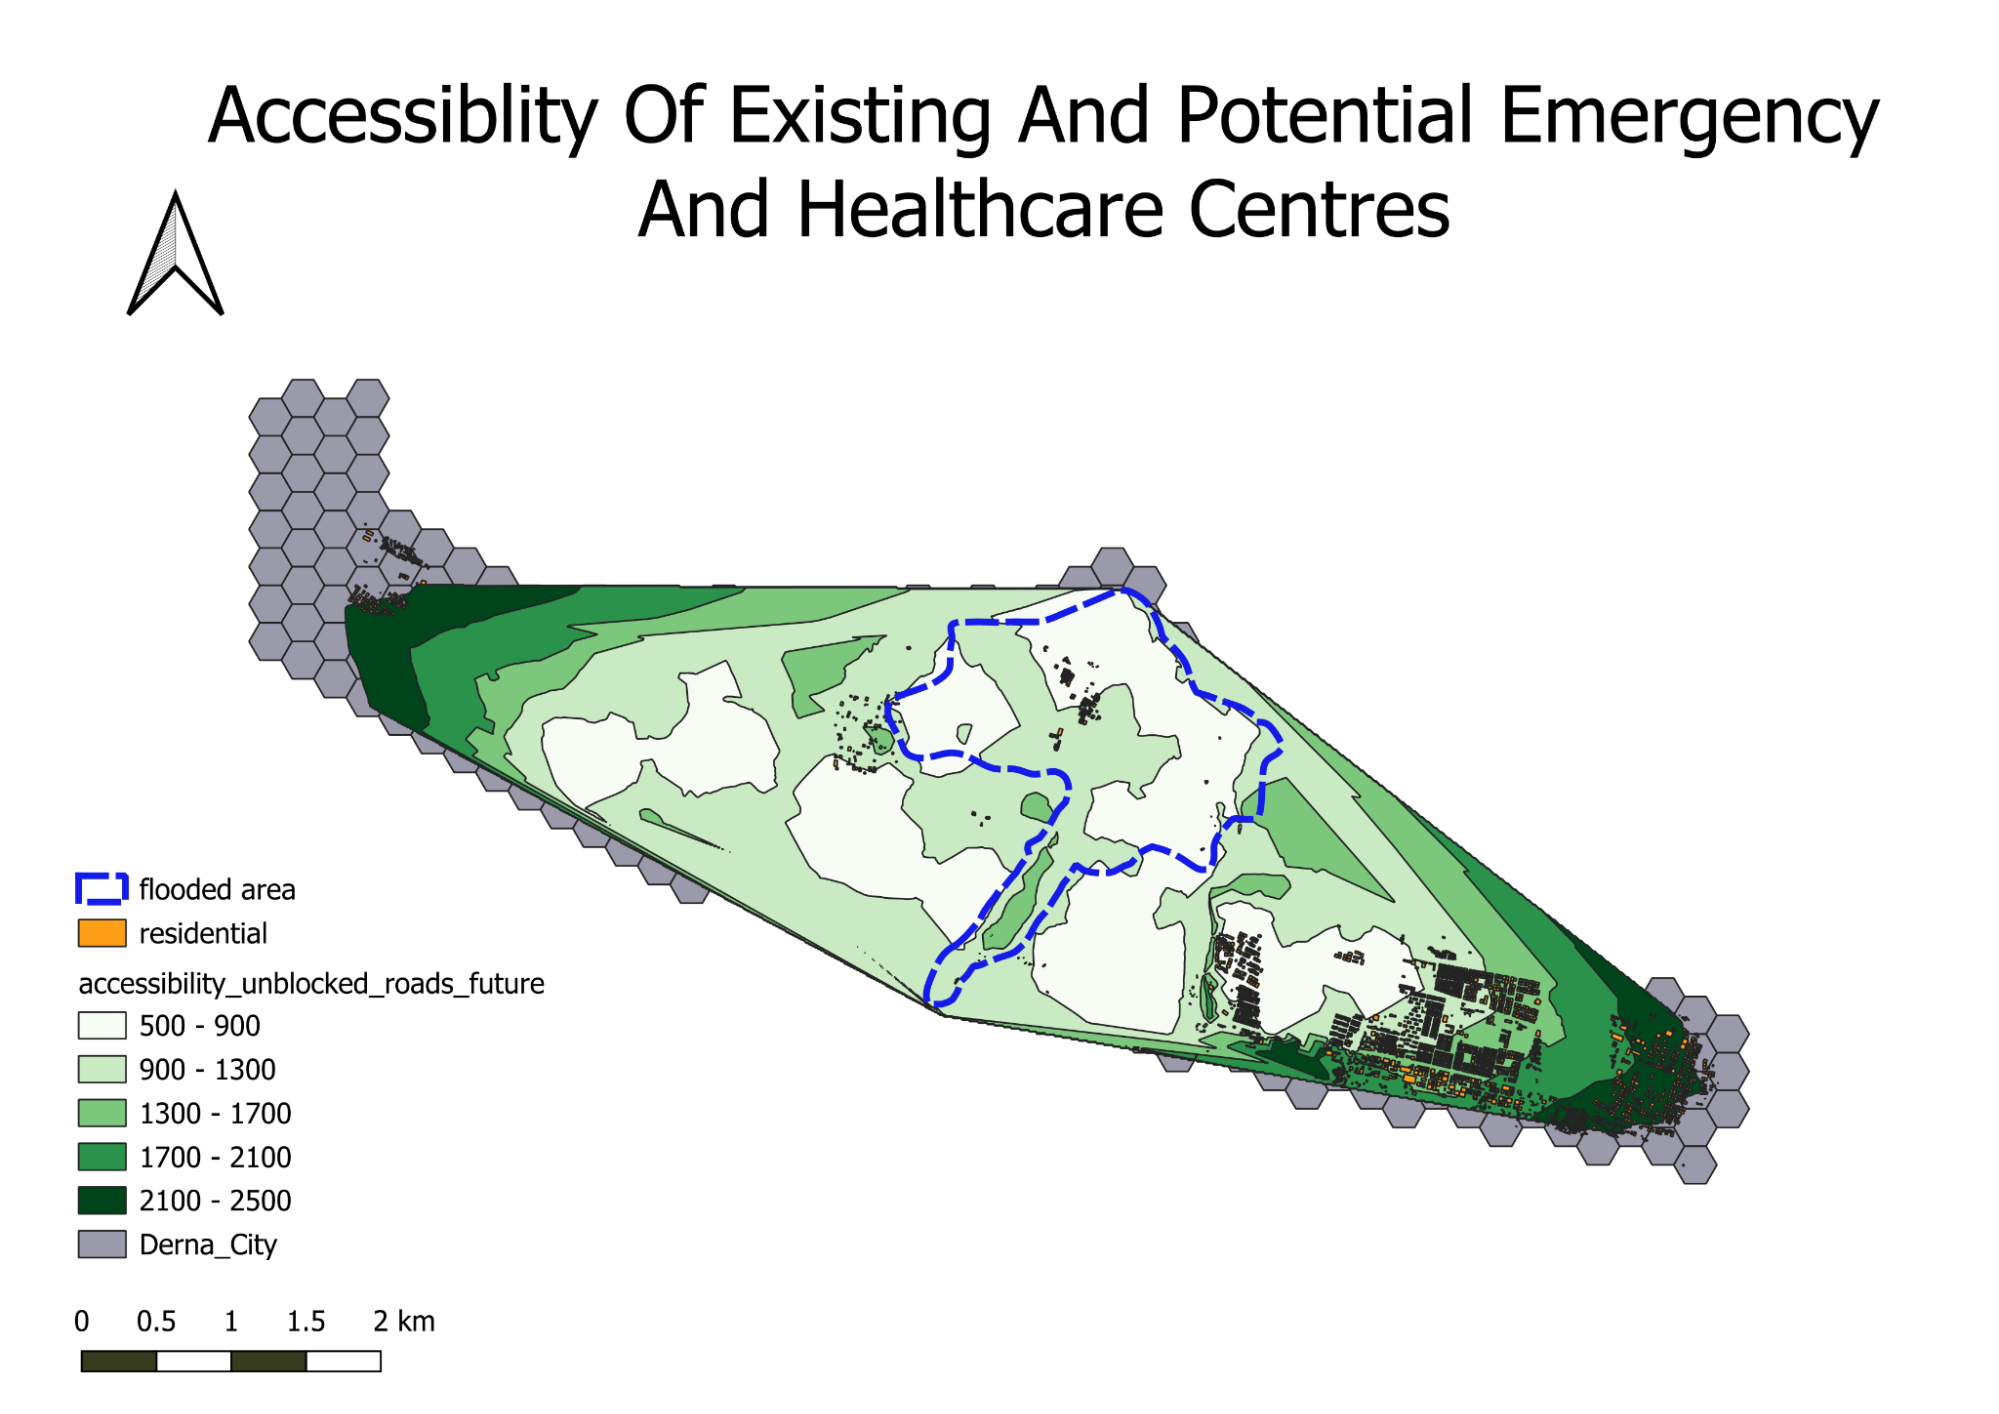 Accessiblity Of Existing And Potential Emergency
And Healthcare Centres
flooded area
residential
accessibility_unblocked_roads_future
500 - 900
900 - 1300
1300 - 1700
1700 - 2100
2100 - 2500
Derna_City
0 0.5 1 1.5 2 km